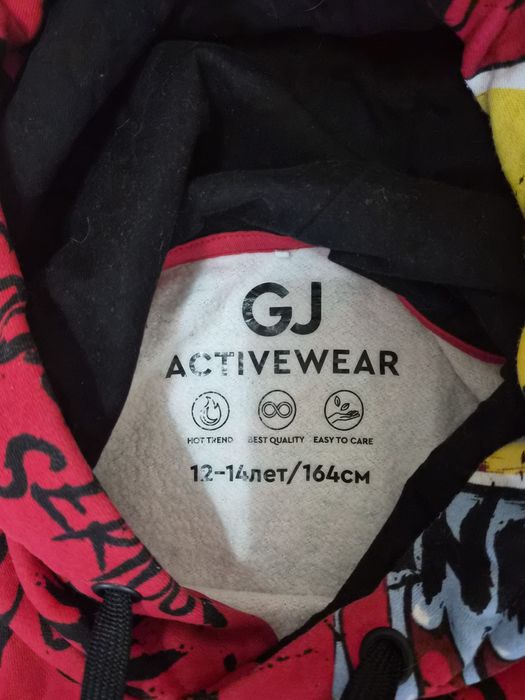 GJ
ACTIVEWEAR
HOT TREND BEST QUALITY EASY TO CARE
12-14лет/164см